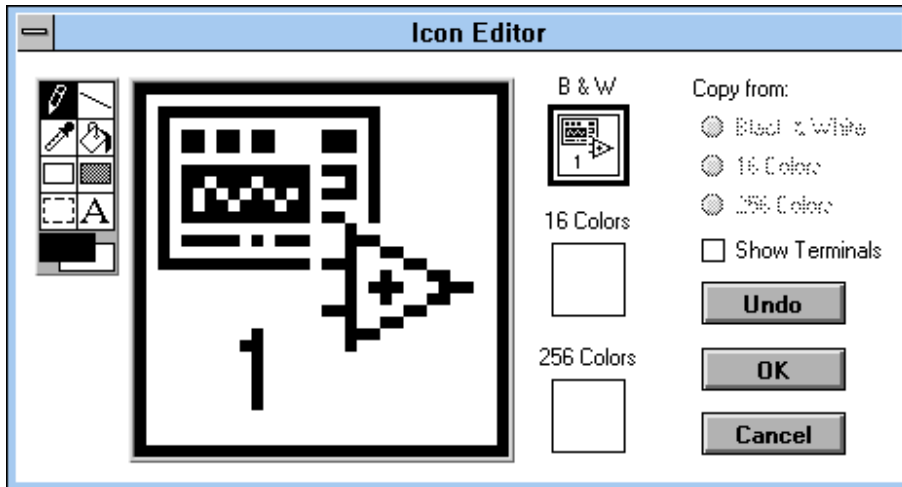 Icon Editor
B & W
Copy from:
Black & White
16 Colors
256 Colors
A
1
1
16 Colors
Show Terminals
Undo
256 Colors
OK
Cancel